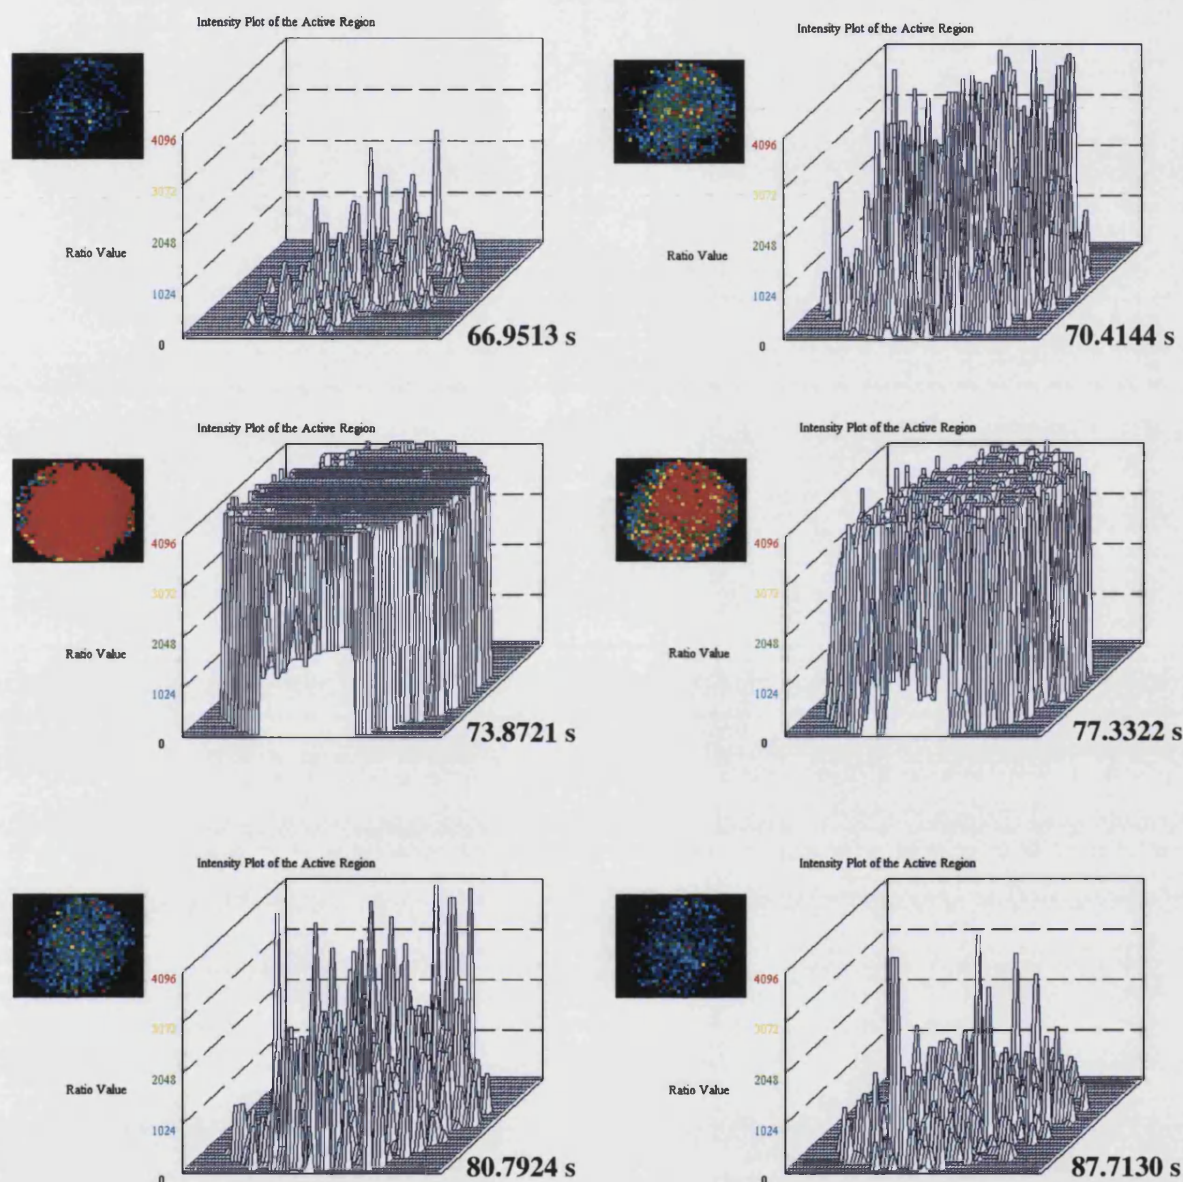 Intensity Plot of the Active Region
4096
3072
2048
Ratio Value
1024
0
66.9513 s
Intensity Plot of the Active Region
4096
3072
2048
Ratio Value
1024
0
70.4144 s
Intensity Plot of the Active Region
4096
3072
2048
Ratio Value
1024
0
73.8721 s
Intensity Plot of the Active Region
4096
3072
2048
Ratio Value
1024
0
77.3322 s
Intensity Plot of the Active Region
4096
3072
2048
Ratio Value
1024
0
80.7924 s
Intensity Plot of the Active Region
4096
3072
2048
Ratio Value
1024
0
87.7130 s